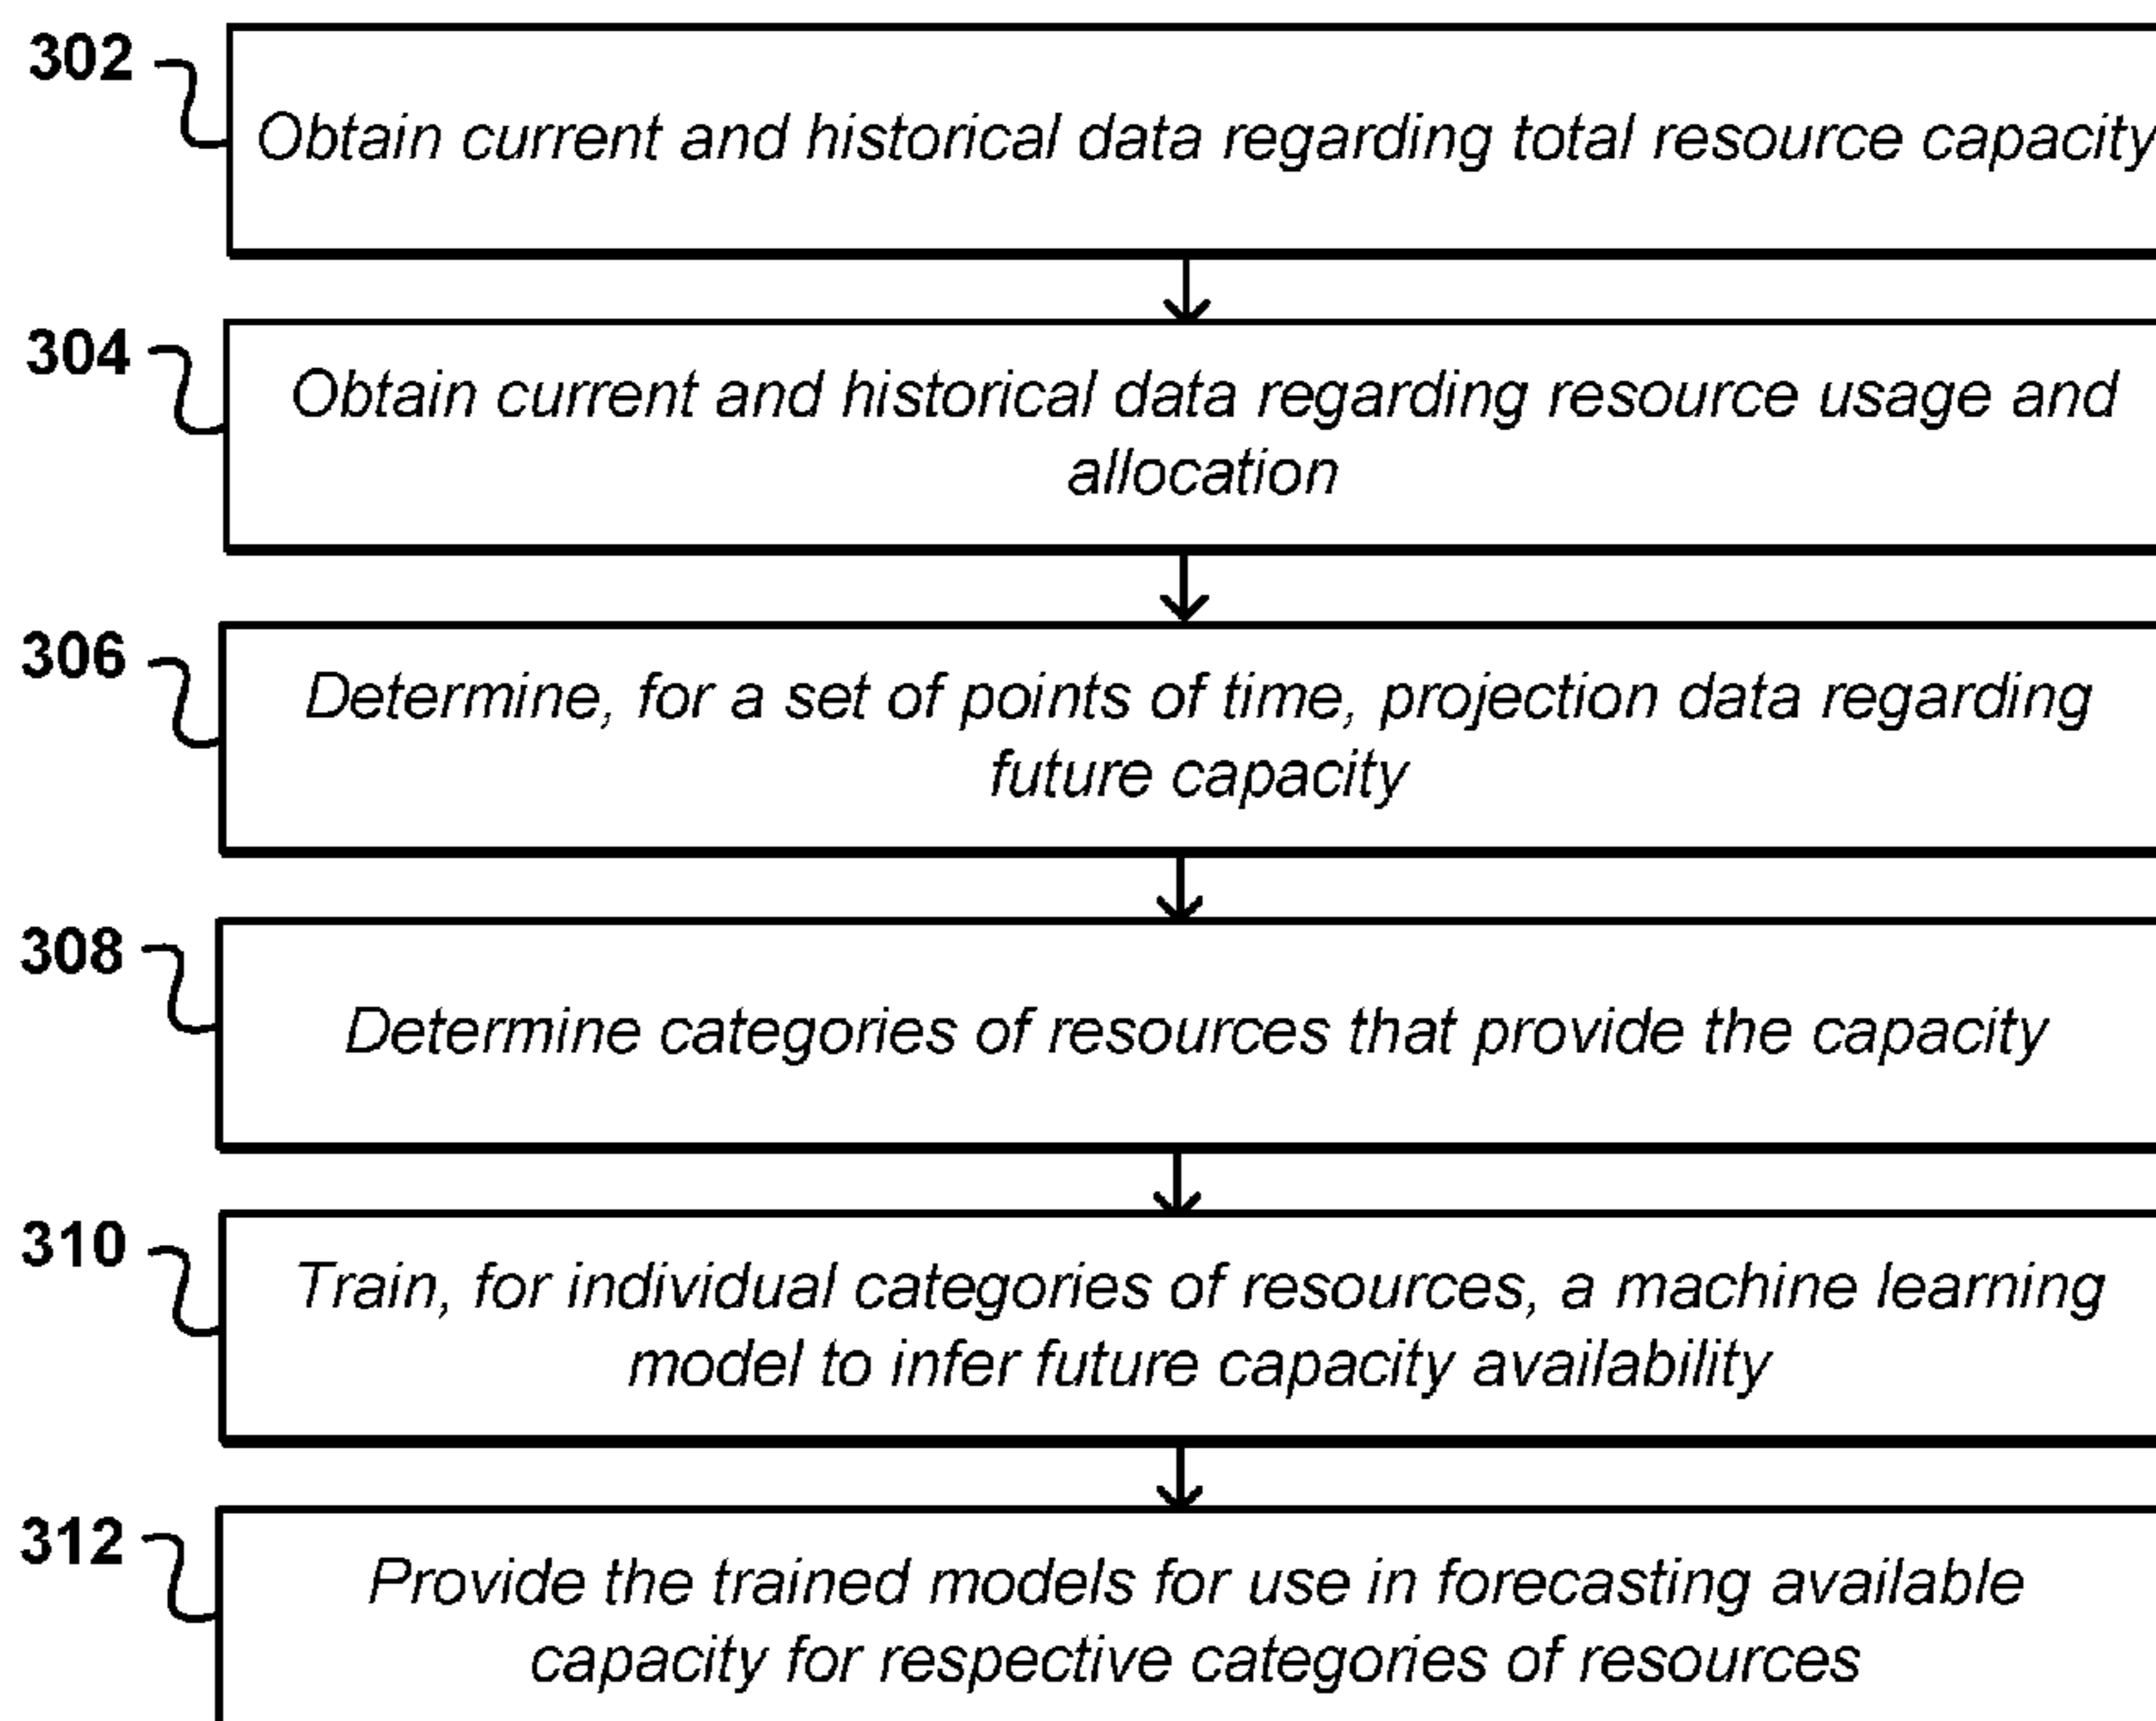 302
Obtain current and historical data regarding total resource capacity
304
Obtain current and historical data regarding resource usage and
allocation
306
Determine, for a set of points of time, projection data regarding
future capacity
308
Determine categories of resources that provide the capacity
310
Train, for individual categories of resources, a machine learning
model to infer future capacity availability
312
Provide the trained models for use in forecasting available
capacity for respective categories of resources